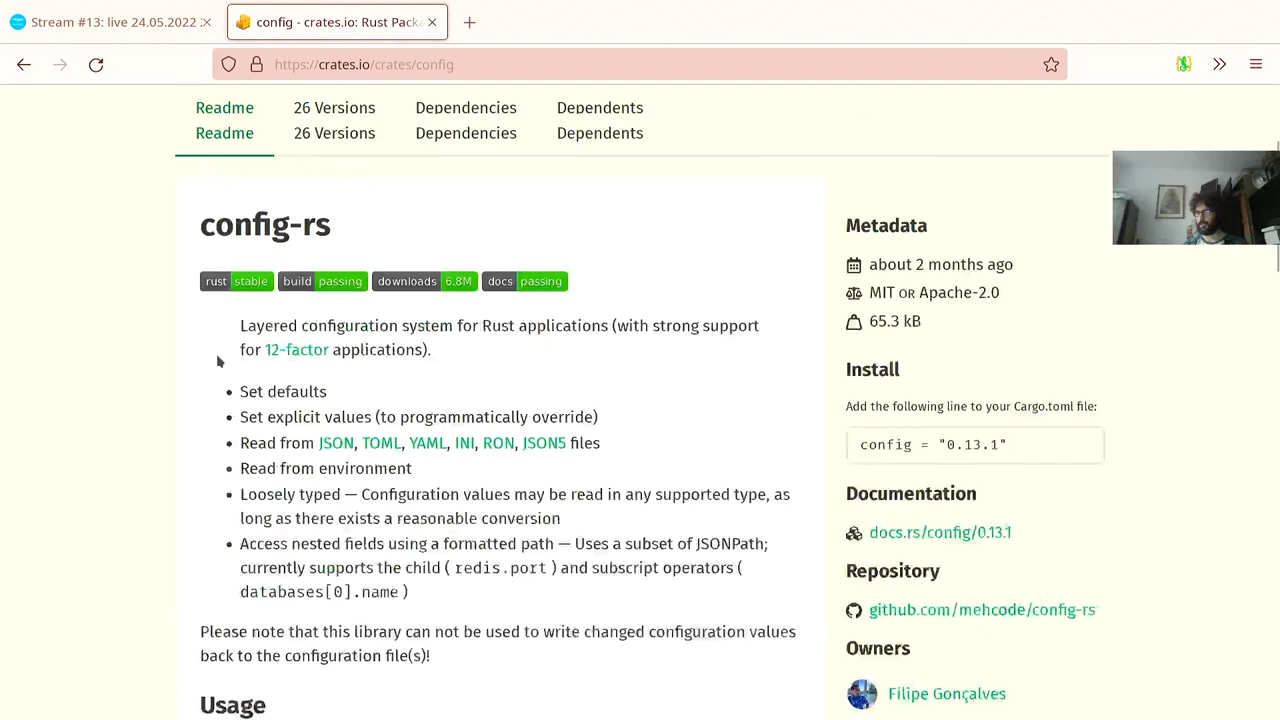 Stream #13: live 24.05.2022
config - crates.io: Rust Packa
https://crates.io/crates/config
Readme 26 Versions Dependencies Dependents
Readme 26 Versions Dependencies Dependents
config-rs
rust stable build passing downloads 6.8M docs passing
Layered configuration system for Rust applications (with strong support
for 12-factor applications).
Set defaults
Set explicit values (to programmatically override)
Read from JSON, TOML, YAML, INI, RON, JSON5 files
Read from environment
Loosely typed — Configuration values may be read in any supported type, as
long as there exists a reasonable conversion
Access nested fields using a formatted path — Uses a subset of JSONPath;
currently supports the child ( redis.port ) and subscript operators (
databases[0].name )
Please note that this library can not be used to write changed configuration values
back to the configuration file(s)!
Usage
Metadata
about 2 months ago
MIT OR Apache-2.0
65.3 kB
Install
Add the following line to your Cargo.toml file:
config = "0.13.1"
Documentation
docs.rs/config/0.13.1
Repository
github.com/mehcode/config-rs
Owners
Filipe Gonçalves